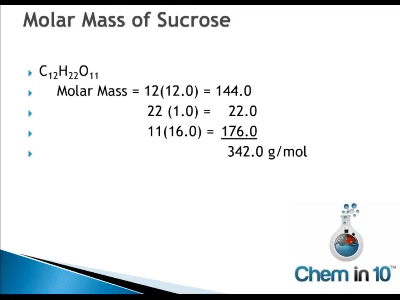 Molar Mass of Sucrose
C₁₂H₂₂O₁₁
Molar Mass = 12(12.0) = 144.0
22 (1.0) = 22.0
11(16.0) = 176.0
342.0 g/mol
Chem in 10™